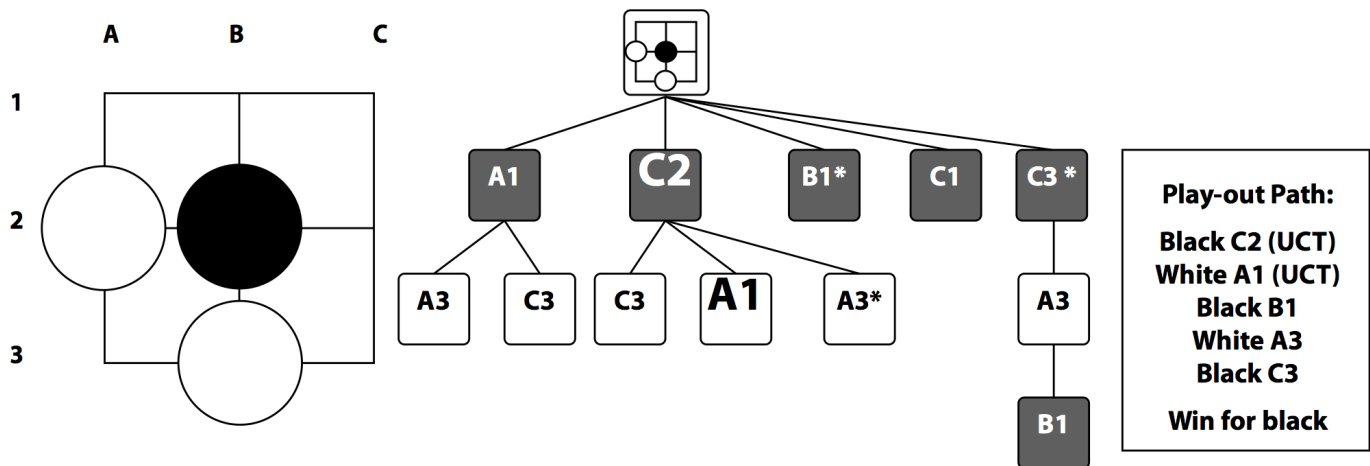 A B C
1
2
3
A1 C2 B1* C1 C3 *
A3 C3 C3 A1 A3* A3
B1
Play-out Path:
Black C2 (UCT)
White A1 (UCT)
Black B1
White A3
Black C3
Win for black